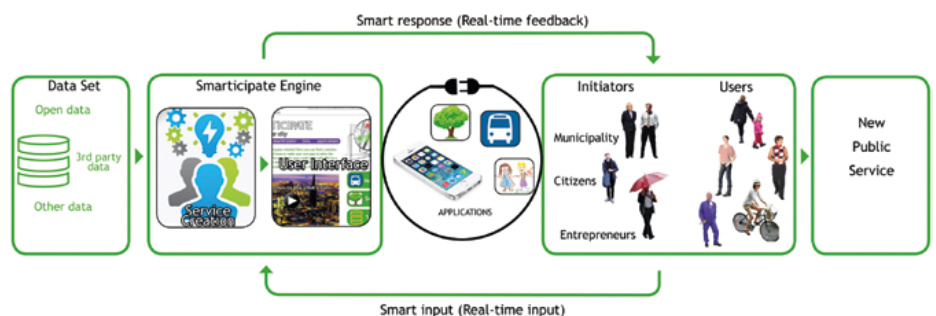 Smart response (Real-time feedback)
Data Set
Open data
3rd party
data
Other data
Smarticipate Engine
Service
Creation
User Interface
APPLICATIONS
Initiators
Municipality
Citizens
Entrepreneurs
Users
New
Public
Service
Smart input (Real-time input)